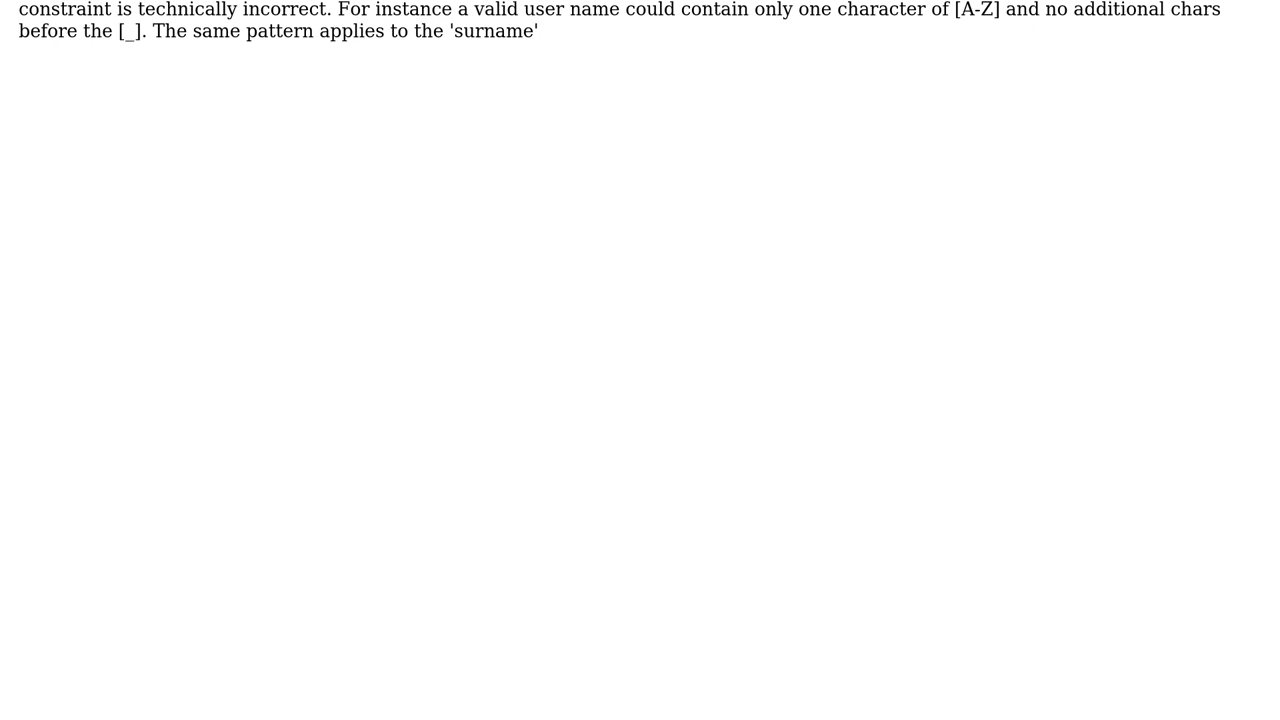 constraint is technically incorrect. For instance a valid user name could contain only one character of [A-Z] and no additional chars
before the [_]. The same pattern applies to the 'surname'